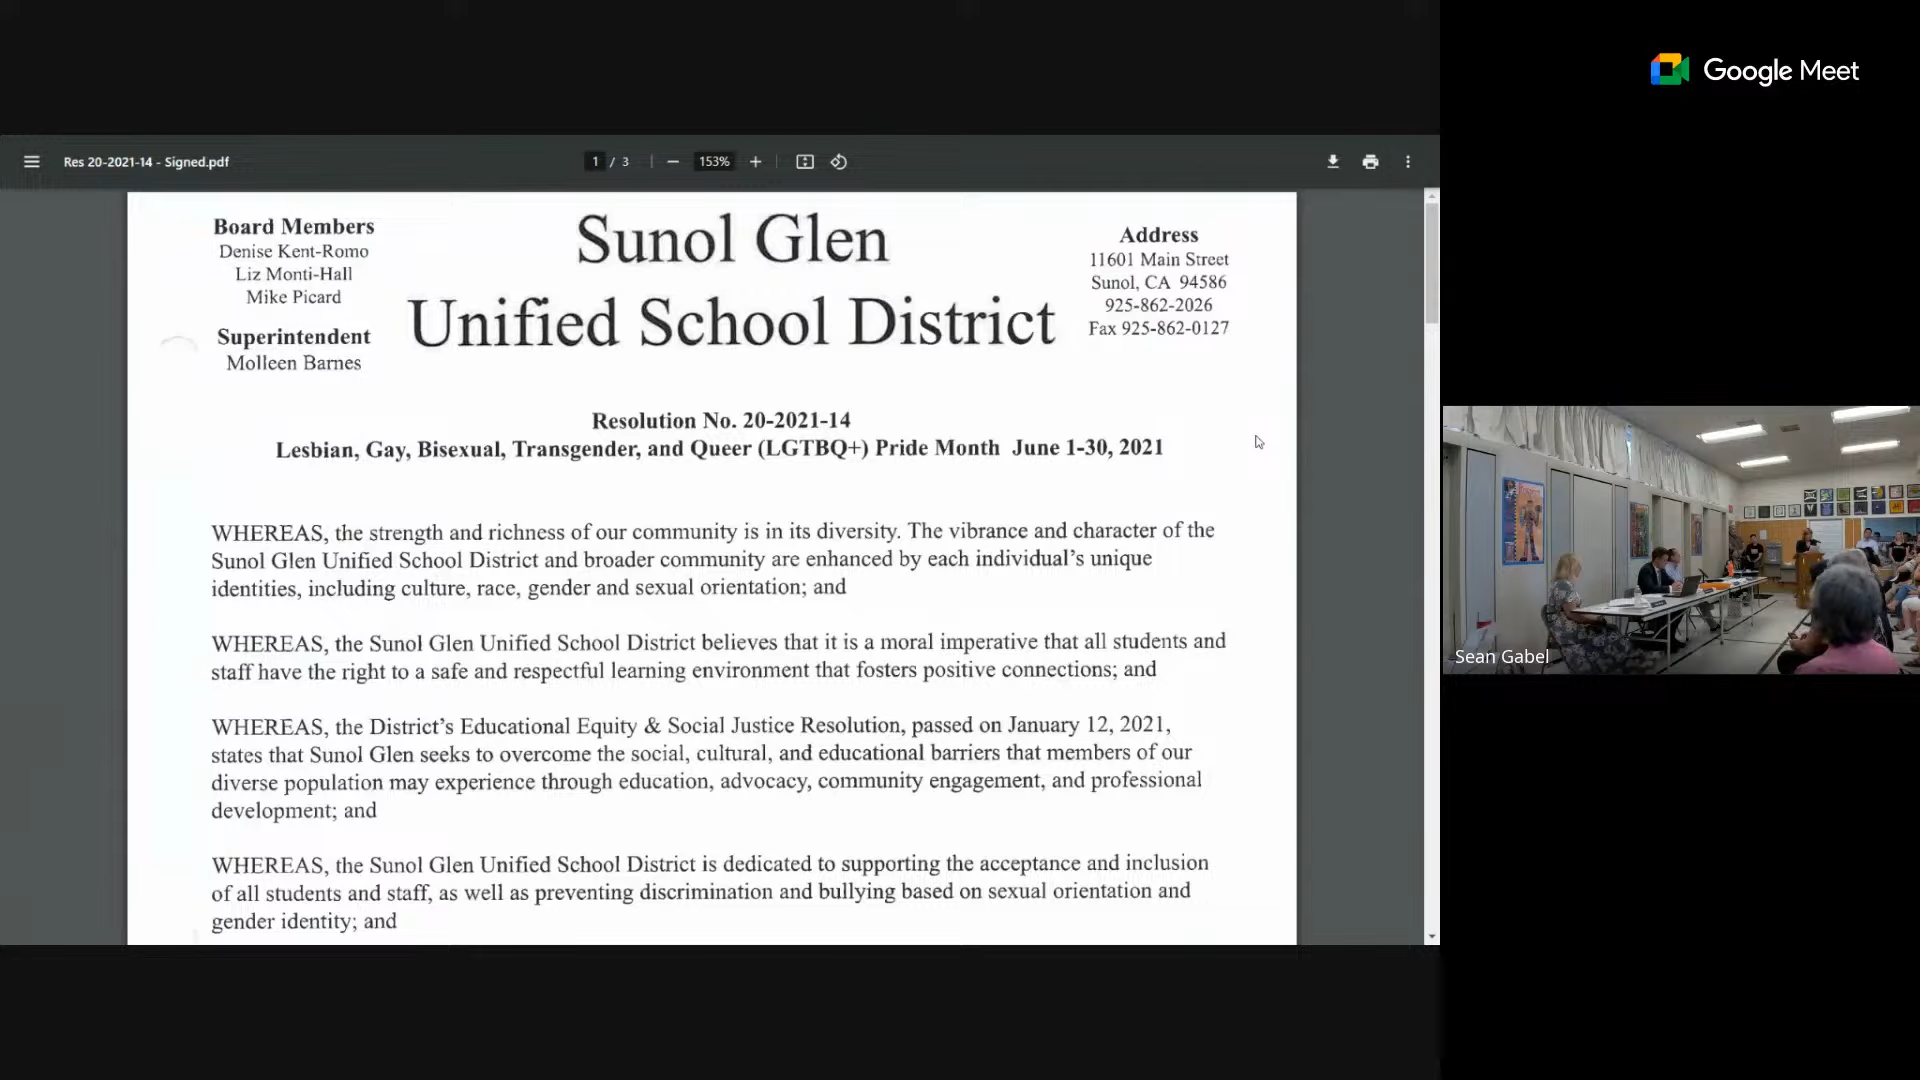 Google Meet
Res 20-2021-14 - Signed.pdf
1 / 3
153%
Board Members
Denise Kent-Romo
Liz Monti-Hall
Mike Picard
Superintendent
Molleen Barnes
Sunol Glen
Unified School District
Address
11601 Main Street
Sunol, CA 94586
925-862-2026
Fax 925-862-0127
Resolution No. 20-2021-14
Lesbian, Gay, Bisexual, Transgender, and Queer (LGTBQ+) Pride Month June 1-30, 2021
WHEREAS, the strength and richness of our community is in its diversity. The vibrance and character of the
Sunol Glen Unified School District and broader community are enhanced by each individual's unique
identities, including culture, race, gender and sexual orientation; and
WHEREAS, the Sunol Glen Unified School District believes that it is a moral imperative that all students and
staff have the right to a safe and respectful learning environment that fosters positive connections; and
WHEREAS, the District's Educational Equity & Social Justice Resolution, passed on January 12, 2021,
states that Sunol Glen seeks to overcome the social, cultural, and educational barriers that members of our
diverse population may experience through education, advocacy, community engagement, and professional
development; and
WHEREAS, the Sunol Glen Unified School District is dedicated to supporting the acceptance and inclusion
of all students and staff, as well as preventing discrimination and bullying based on sexual orientation and
gender identity; and
Sean Gabel